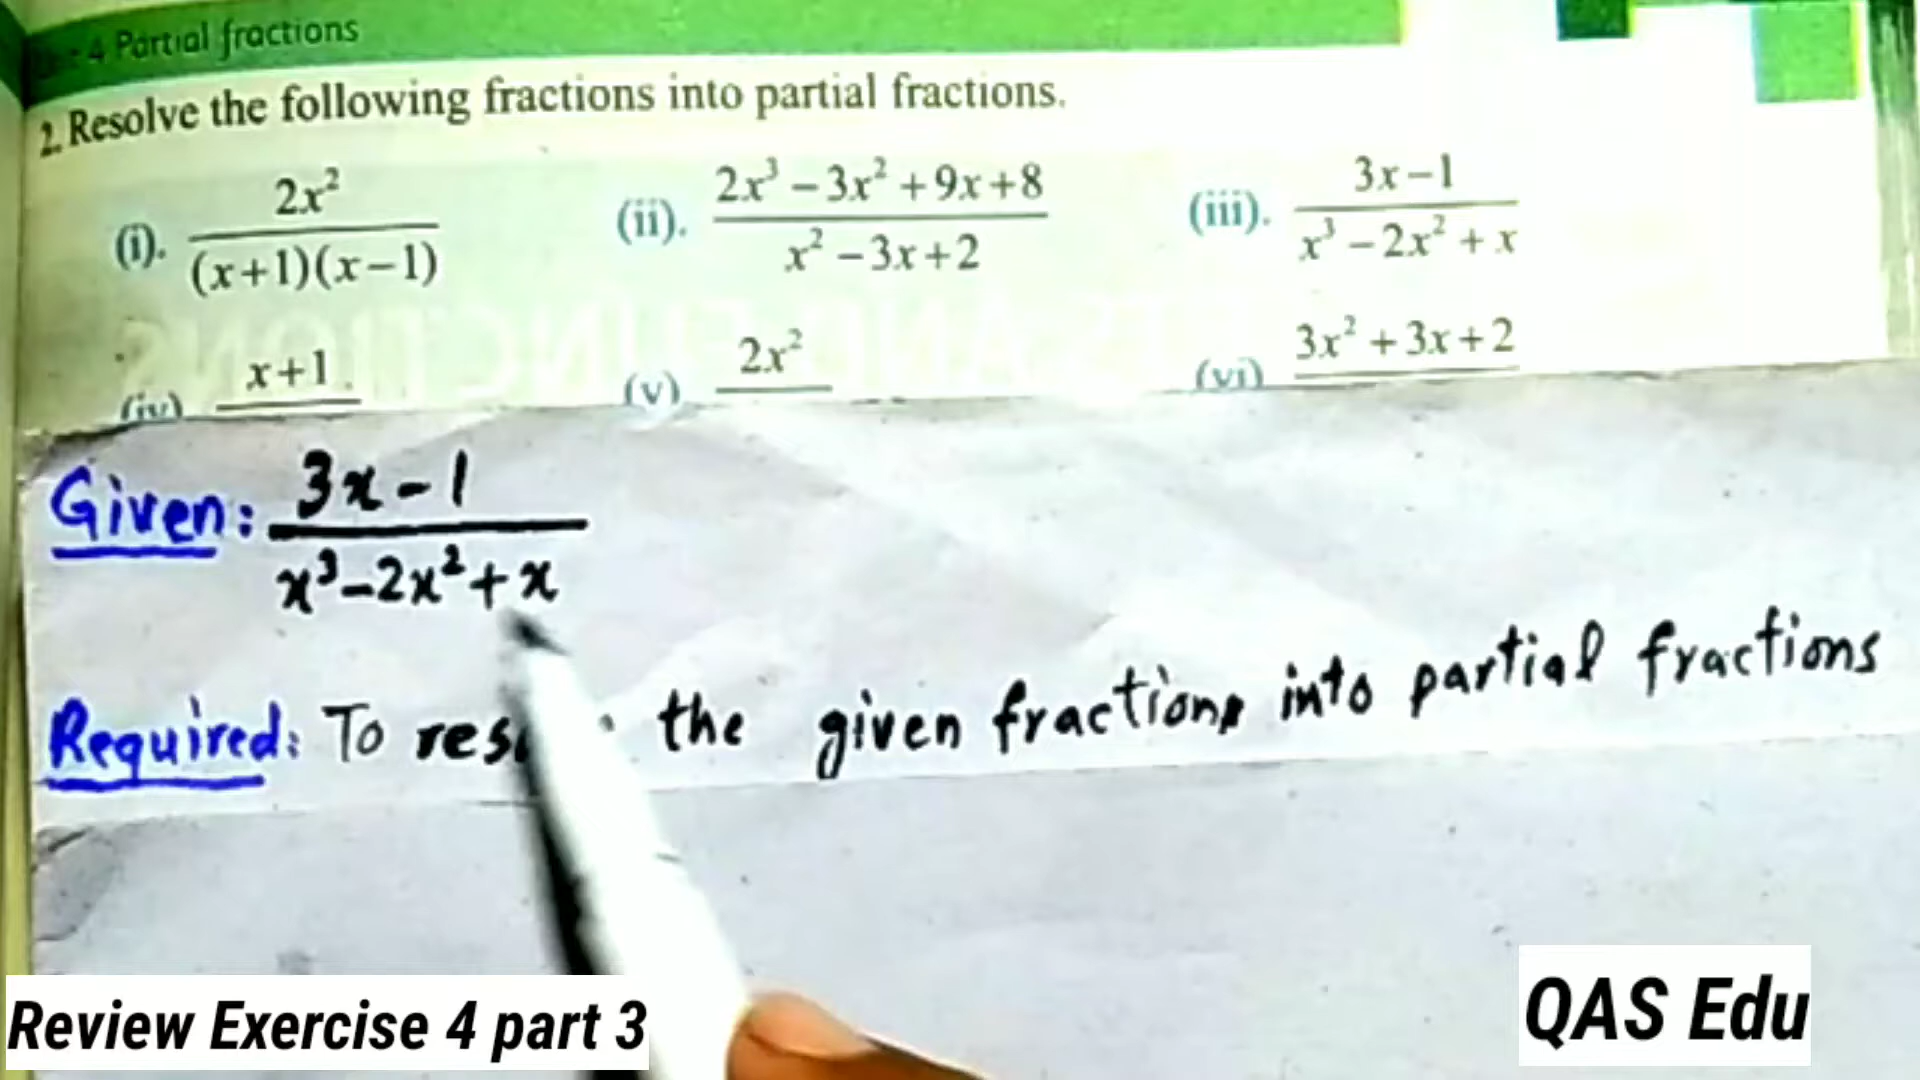 4 Partial fractions
2. Resolve the following fractions into partial fractions.
(i). 2x² / (x+1)(x−1) (ii). 2x³ − 3x² + 9x + 8 / x² − 3x + 2 (iii). 3x − 1 / x³ − 2x² + x
(iv) x+1 (v) 2x² (vi) 3x² + 3x + 2
Given: 3x − 1 / x³ − 2x² + x
Required: To the given fractions into partial fractions
Review Exercise 4 part 3
QAS Edu